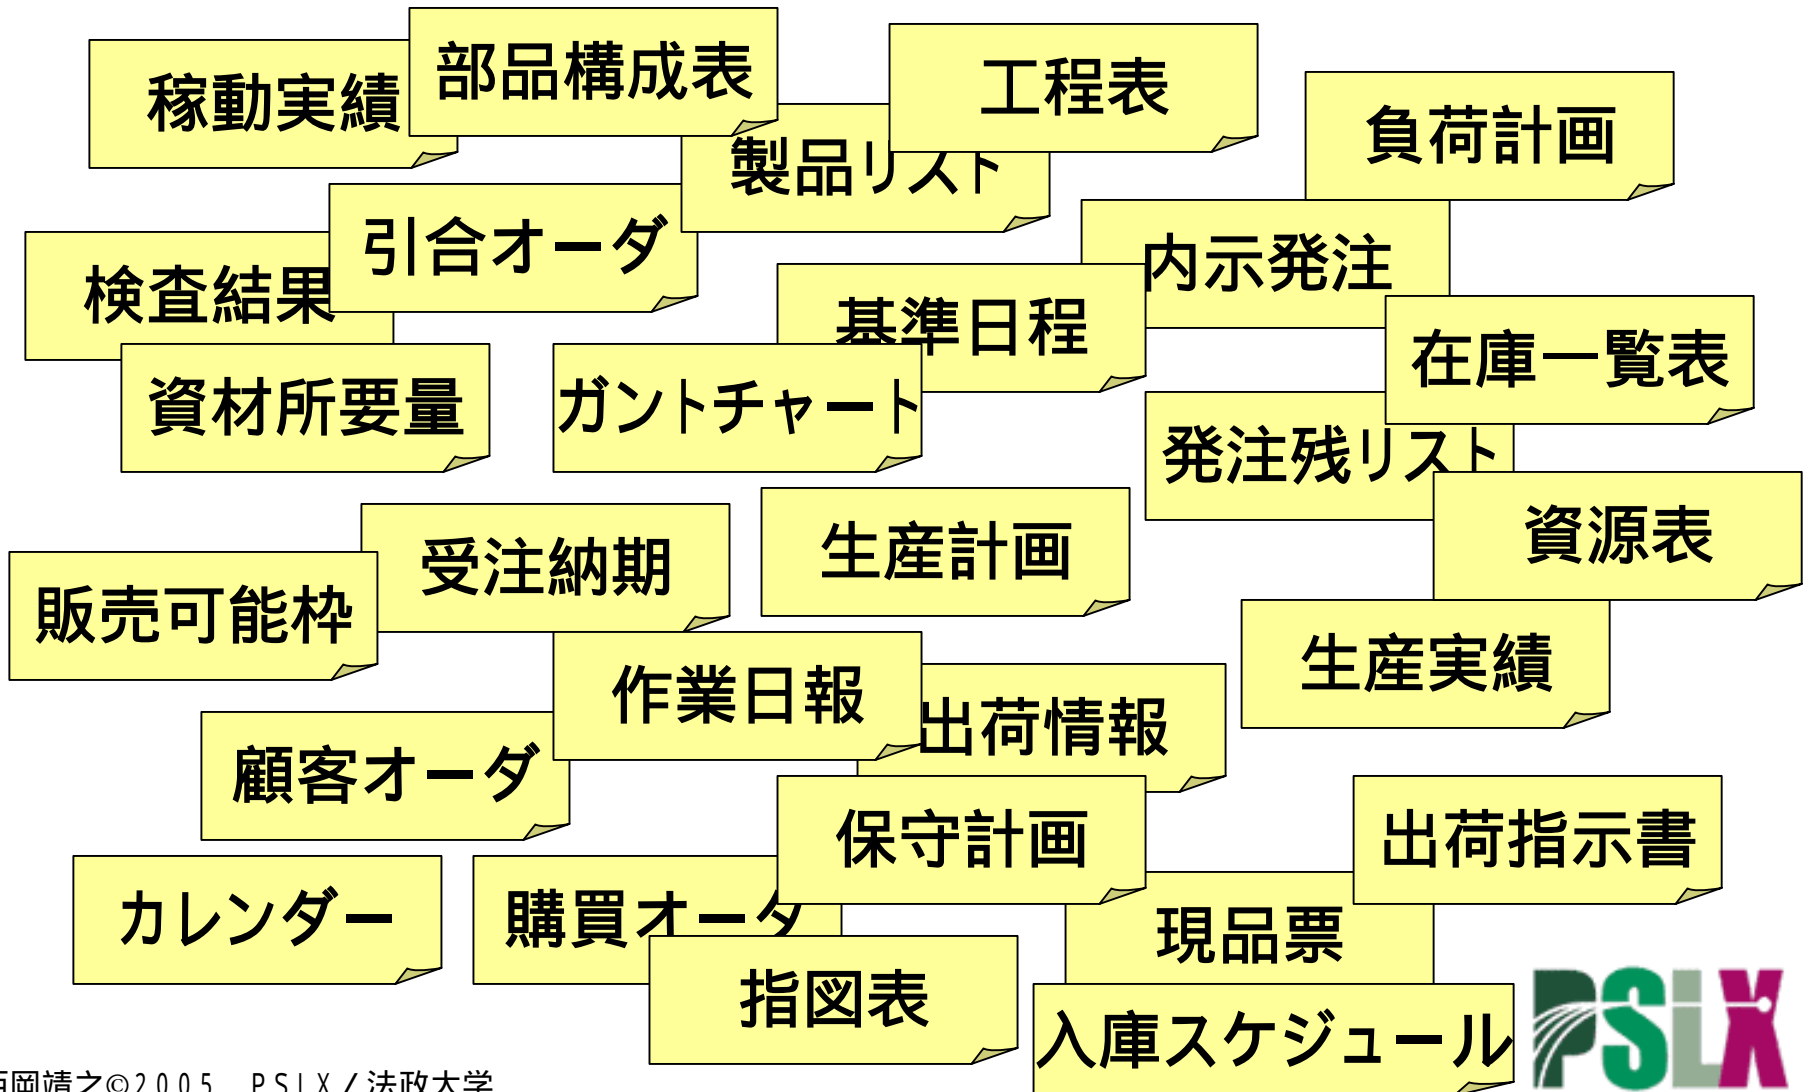 稼動実績
部品構成表
工程表
負荷計画
製品リスト
引合オーダ
内示発注
検査結果
基準日程
在庫一覧表
資材所要量
ガントチャート
発注残リスト
資源表
受注納期
生産計画
販売可能枠
生産実績
作業日報
出荷情報
顧客オーダ
保守計画
出荷指示書
カレンダー
購買オーダ
現品票
指図表
入庫スケジュール
PSLX
西岡靖之©2005 PSLX/法政大学